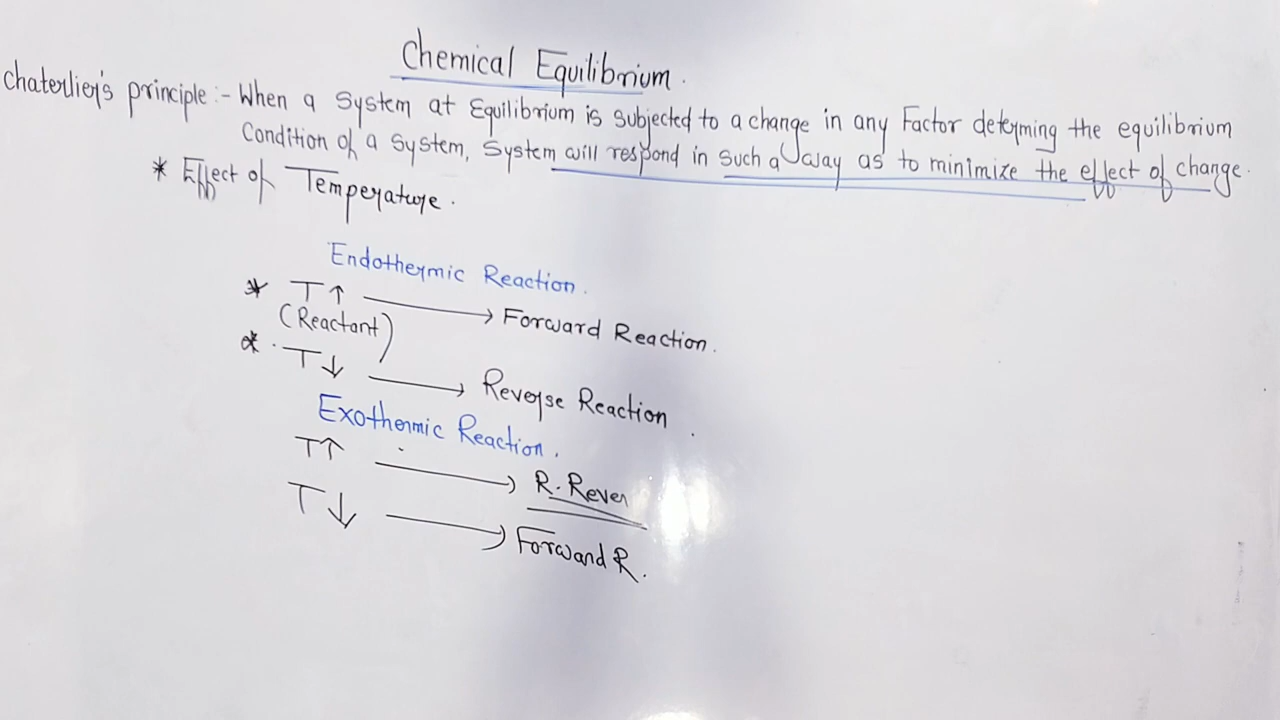 Chemical Equilibrium.
Chaterlier's principle :- When a System at Equilibrium is subjected to a change in any Factor determing the equilibrium
Condition of a System, System will respond in such a way as to minimize the effect of change.
* Effect of Temperature.
Endothermic Reaction.
* T↑ → Forward Reaction.
(Reactant)
* T↓ → Reverse Reaction.
Exothermic Reaction.
T↑ → R. Rever
T↓ → Forward R.